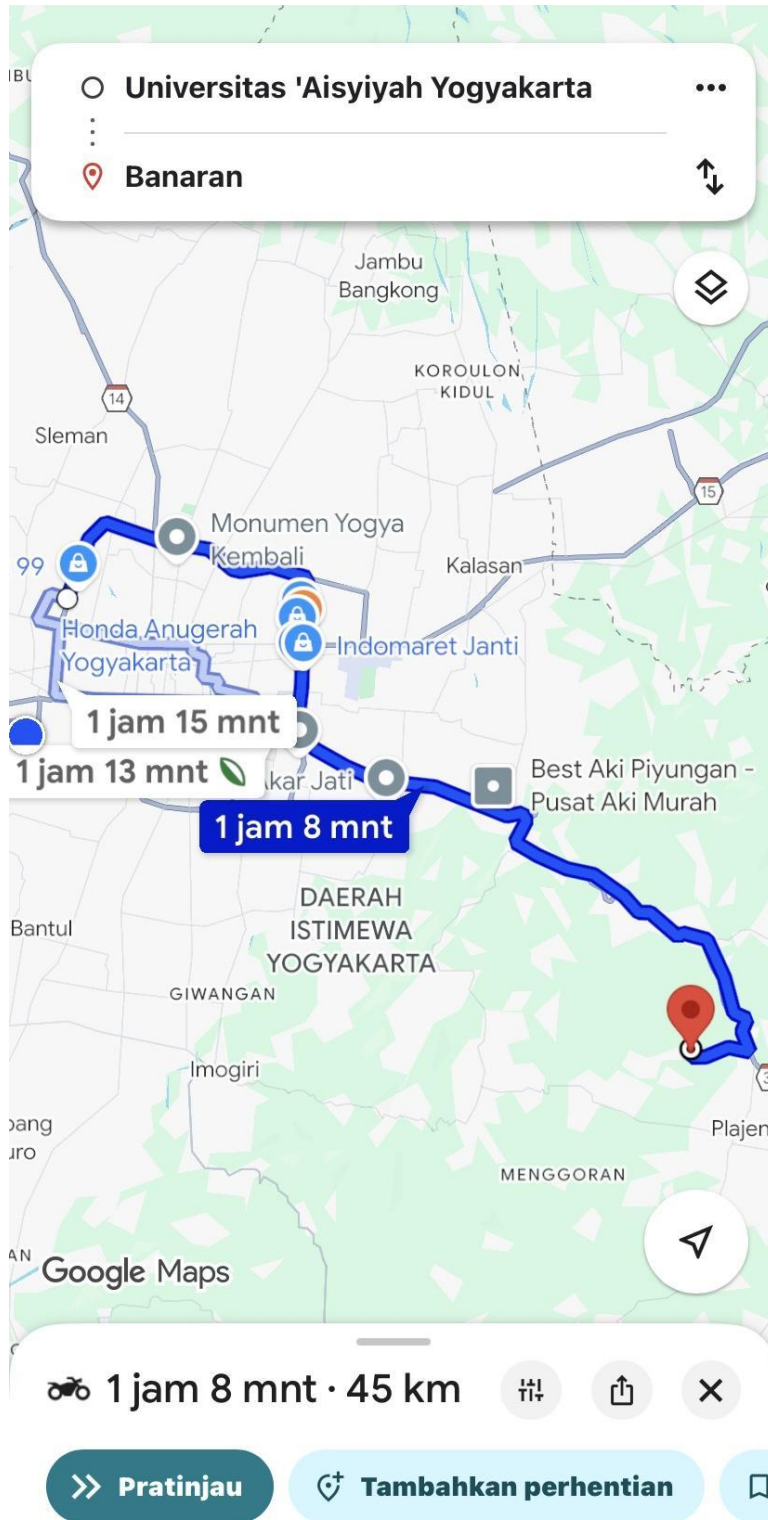 Universitas 'Aisyiyah Yogyakarta
Banaran
Jambu
Bangkong
KOROULON
KIDUL
14
Sleman
15
Monumen Yogya
Kembali
99
Kalasan
Honda Anugerah
Yogyakarta
Indomaret Janti
1 jam 15 mnt
1 jam 13 mnt
kar Jati
Best Aki Piyungan -
Pusat Aki Murah
1 jam 8 mnt
DAERAH
ISTIMEWA
YOGYAKARTA
Bantul
GIWANGAN
Imogiri
Plajen
MENGGORAN
Google Maps
1 jam 8 mnt · 45 km
Pratinjau
Tambahkan perhentian